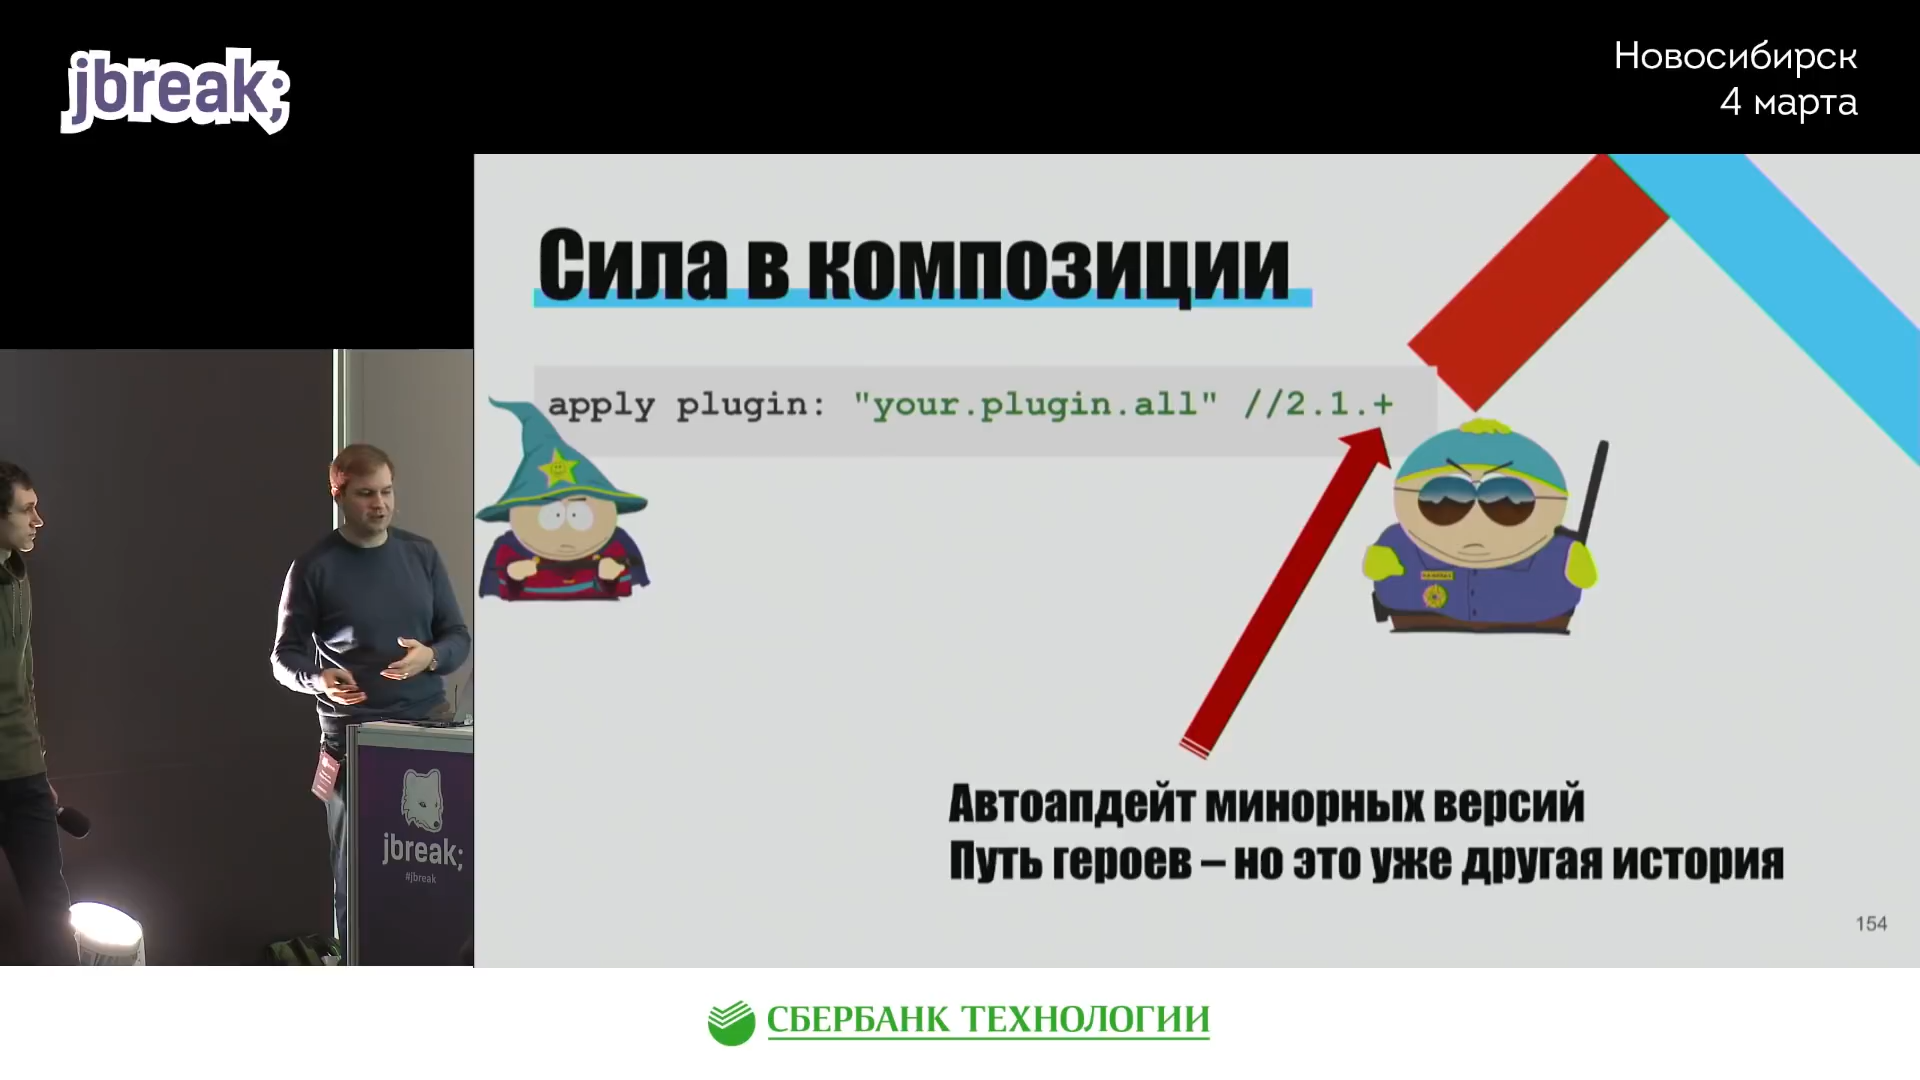 jbreak;
Новосибирск
4 марта
Сила в композиции
apply plugin: "your.plugin.all" //2.1.+
Автоапдейт минорных версий
Путь героев – но это уже другая история
154
jbreak;
#jbreak
СБЕРБАНК ТЕХНОЛОГИИ